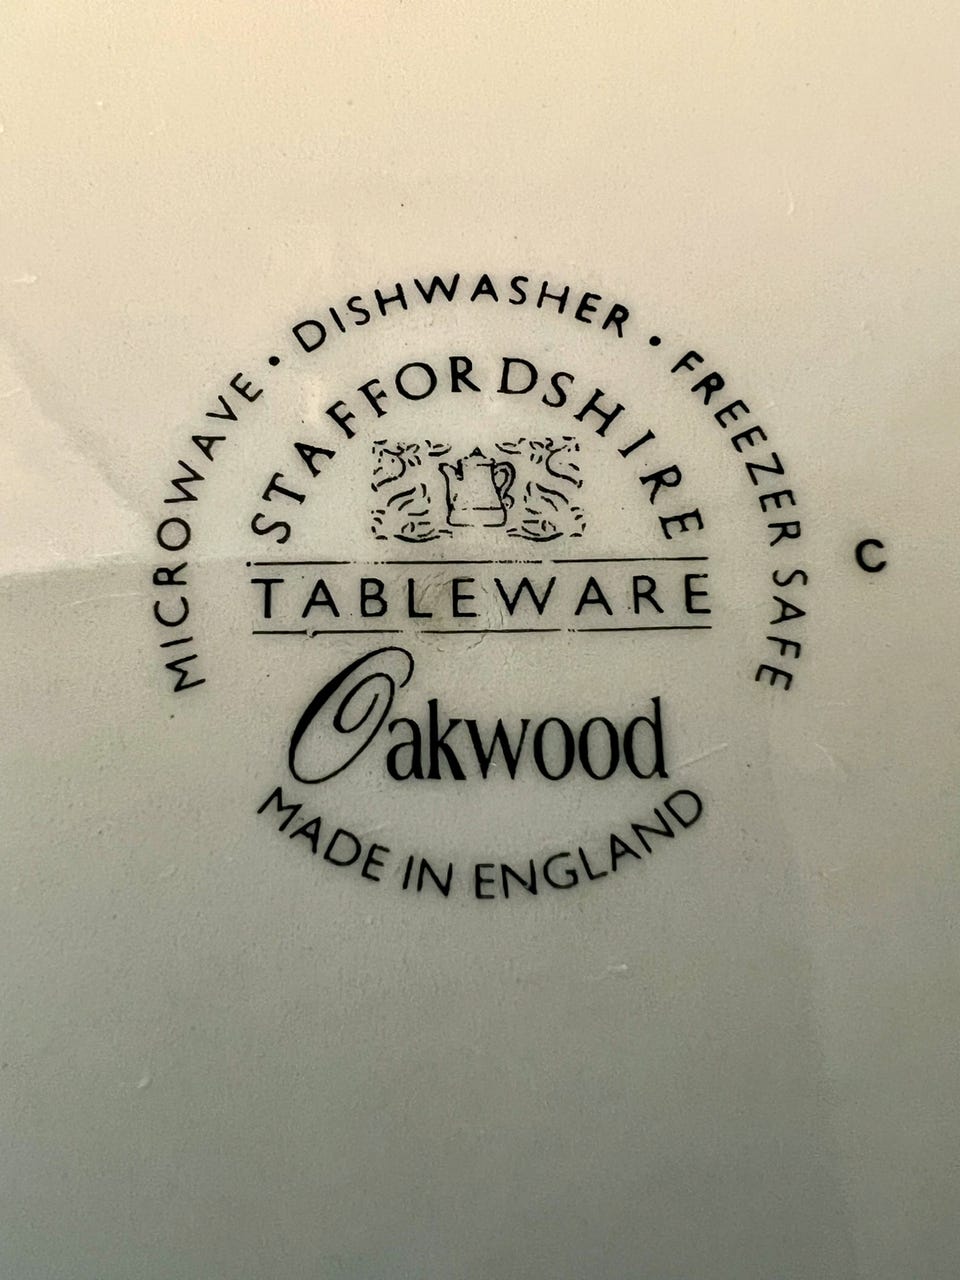 MICROWAVE • DISHWASHER • FREEZER SAFE
STAFFORDSHIRE
TABLEWARE
Oakwood
MADE IN ENGLAND
C